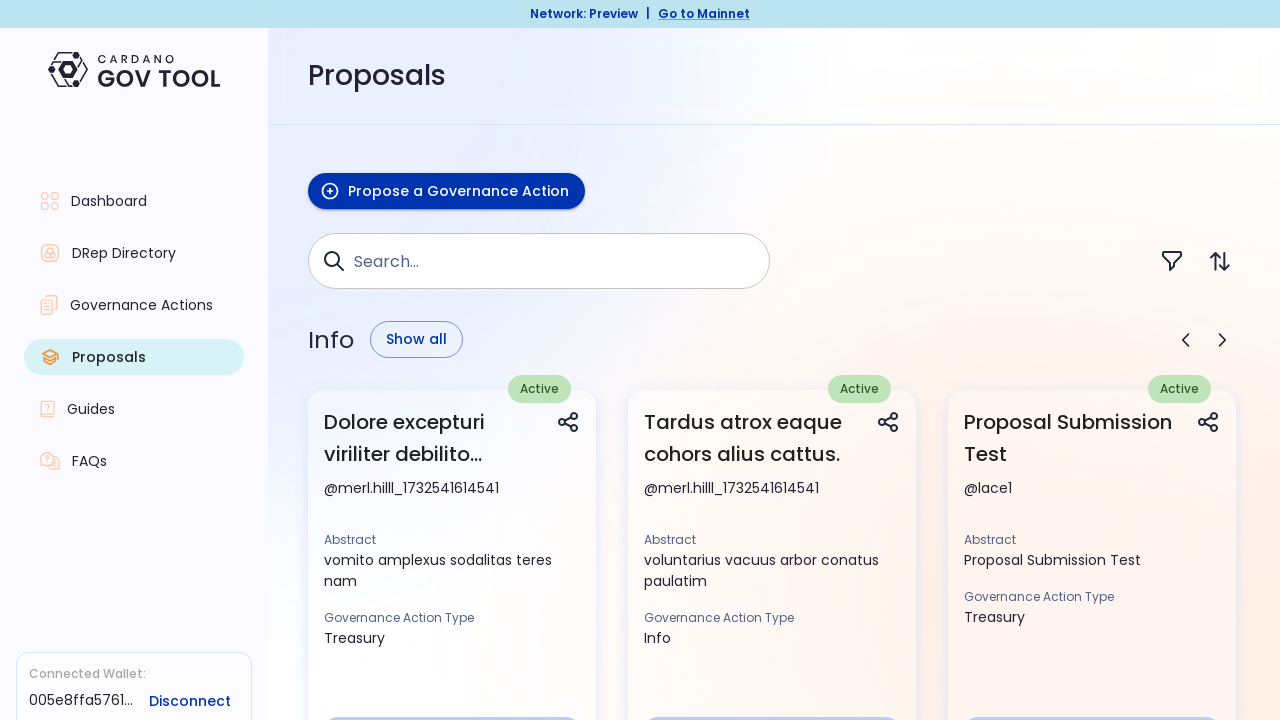 Network: Preview | Go to Mainnet
CARDANO
GOV TOOL
Proposals
Dashboard
DRep Directory
Governance Actions
Proposals
Guides
FAQs
Connected Wallet:
005e8ffa5761...
Disconnect
Propose a Governance Action
Search...
Info
Show all
Active
Dolore excepturi
viriliter debilito...
@merl.hilll_1732541614541
Abstract
vomito amplexus sodalitas teres
nam
Governance Action Type
Treasury
Active
Tardus atrox eaque
cohors alius cattus.
@merl.hilll_1732541614541
Abstract
voluntarius vacuus arbor conatus
paulatim
Governance Action Type
Info
Active
Proposal Submission
Test
@lace1
Abstract
Proposal Submission Test
Governance Action Type
Treasury